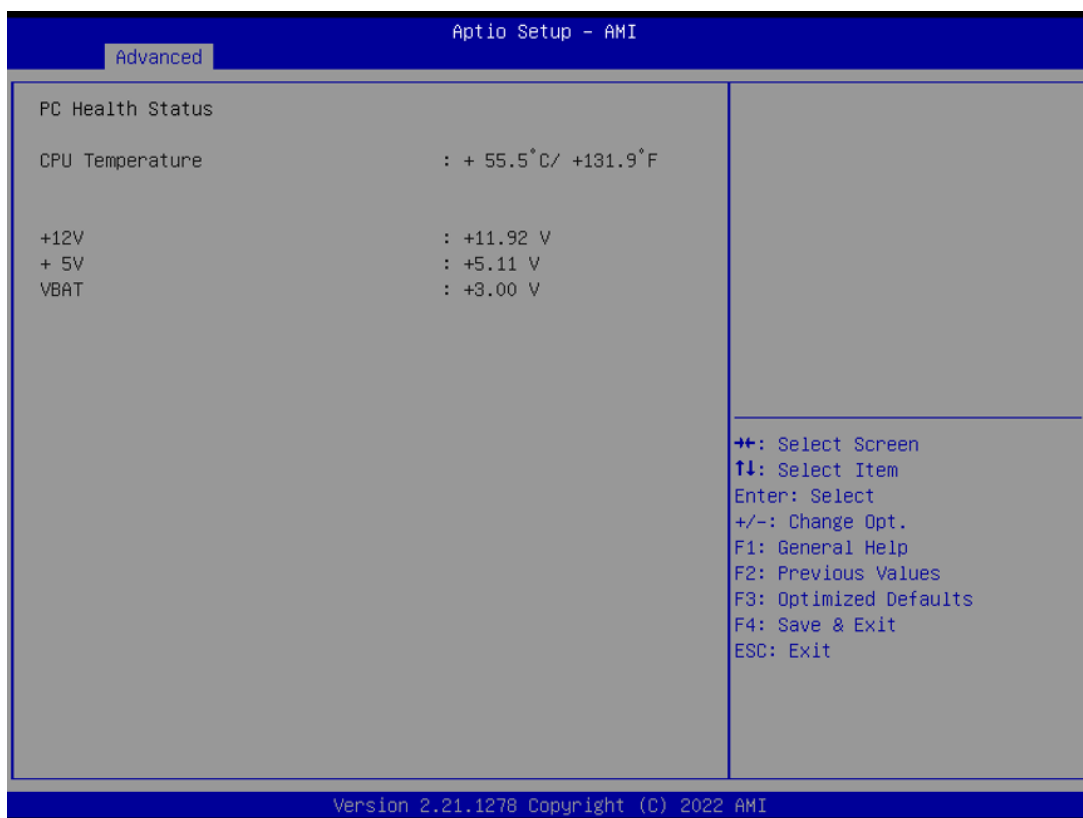 Aptio Setup – AMI
Advanced
PC Health Status
CPU Temperature : + 55.5°C/ +131.9°F
+12V : +11.92 V
+ 5V : +5.11 V
VBAT : +3.00 V
→←: Select Screen
↑↓: Select Item
Enter: Select
+/-: Change Opt.
F1: General Help
F2: Previous Values
F3: Optimized Defaults
F4: Save & Exit
ESC: Exit
Version 2.21.1278 Copyright (C) 2022 AMI